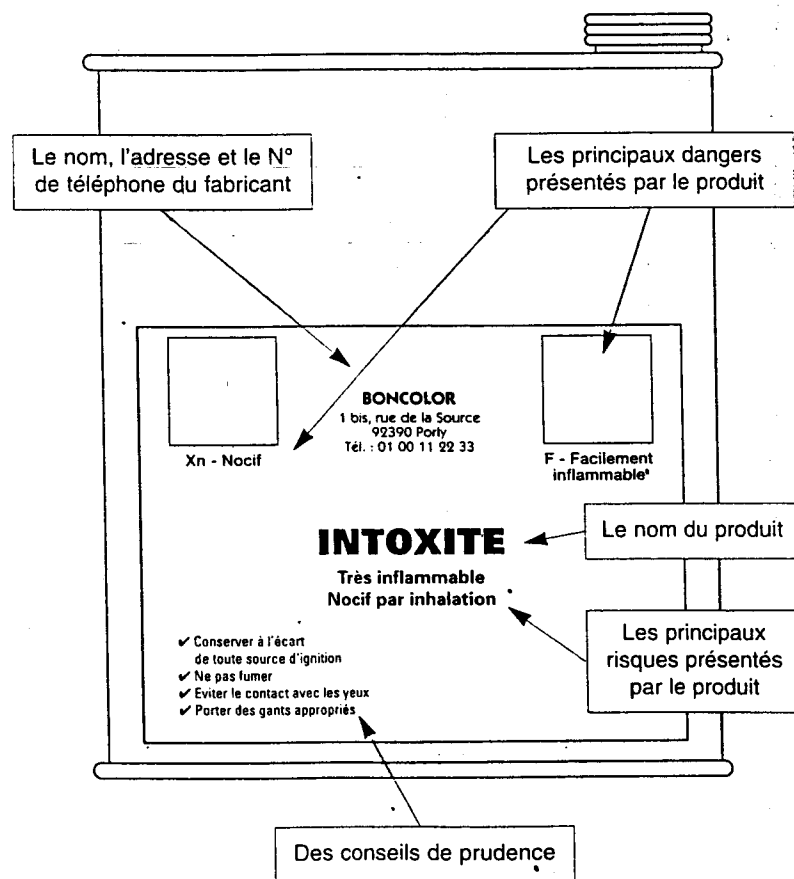 Le nom, l'adresse et le N°
de téléphone du fabricant
Les principaux dangers
présentés par le produit
Xn - Nocif
BONCOLOR
1 bis, rue de la Source
92390 Porly
Tél. : 01 00 11 22 33
F - Facilement
inflammable
INTOXITE
Le nom du produit
Très inflammable
Nocif par inhalation
Les principaux
risques présentés
par le produit
✔ Conserver à l'écart
de toute source d'ignition
✔ Ne pas fumer
✔ Eviter le contact avec les yeux
✔ Porter des gants appropriés
Des conseils de prudence